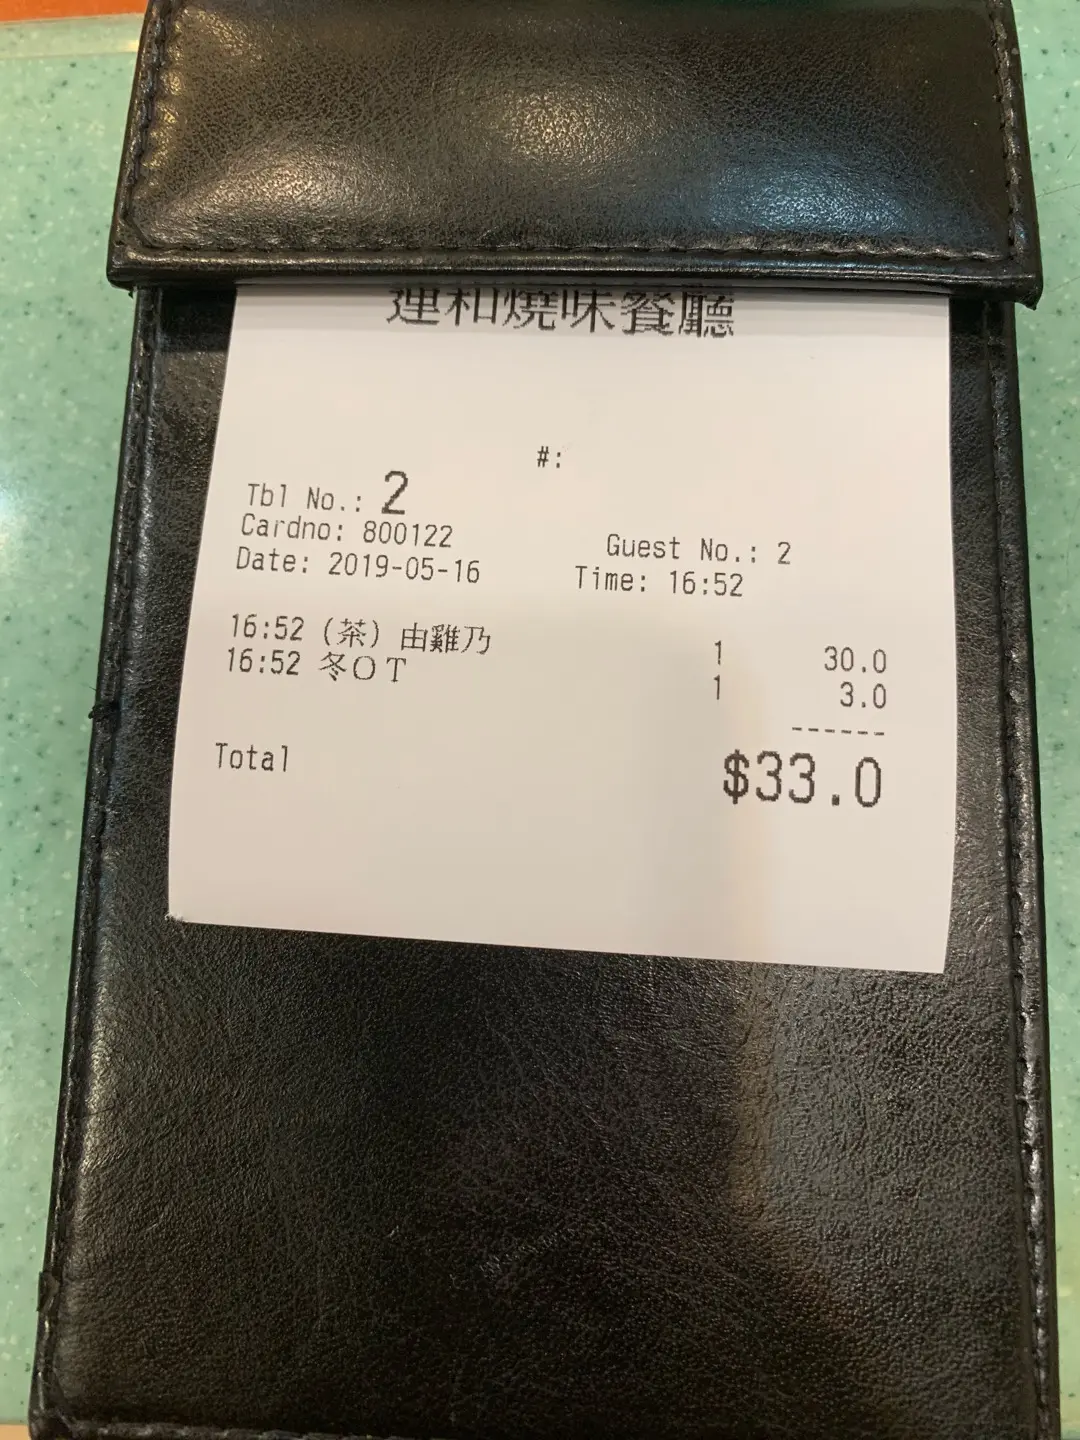 連和燒味餐廳
#:
Tbl No.: 2
Cardno: 800122 Guest No.: 2
Date: 2019-05-16 Time: 16:52
16:52 (茶) 由雞乃 1 30.0
16:52 冬OT 1 3.0
------
Total $33.0